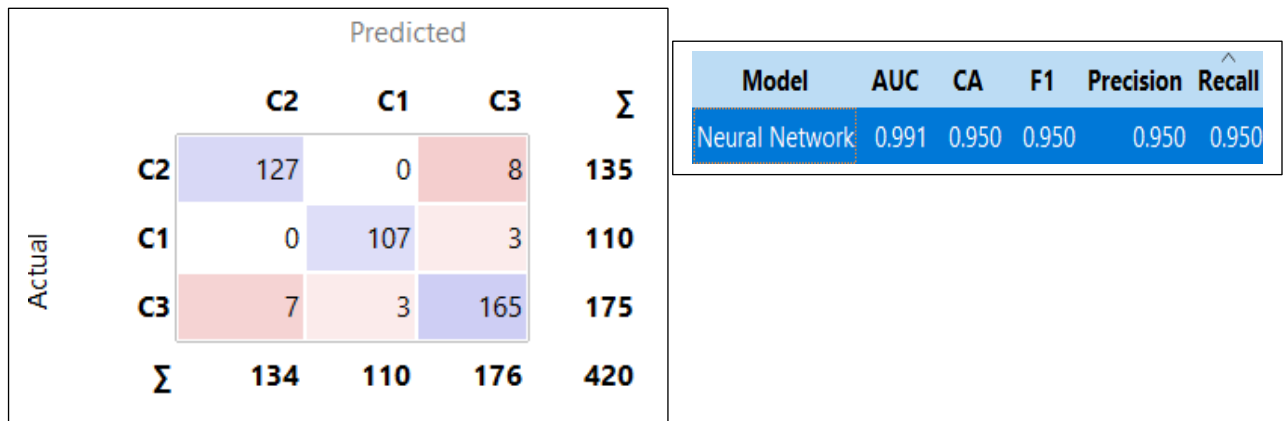 Predicted
C2 C1 C3 Σ
C2 127 0 8 135
C1 0 107 3 110
C3 7 3 165 175
Σ 134 110 176 420
Actual
Model AUC CA F1 Precision Recall
Neural Network 0.991 0.950 0.950 0.950 0.950